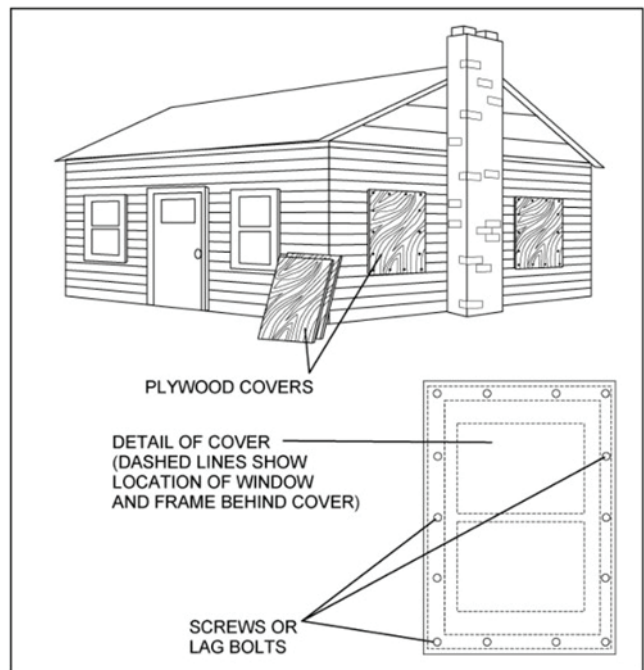 PLYWOOD COVERS
DETAIL OF COVER
(DASHED LINES SHOW
LOCATION OF WINDOW
AND FRAME BEHIND COVER)
SCREWS OR
LAG BOLTS